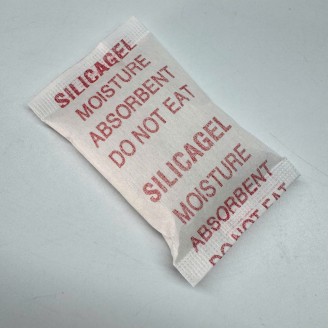 SILICAGEL
MOISTURE
ABSORBENT
DO NOT EAT
SILICAGEL
MOISTURE
ABSORBENT
DO NOT EAT